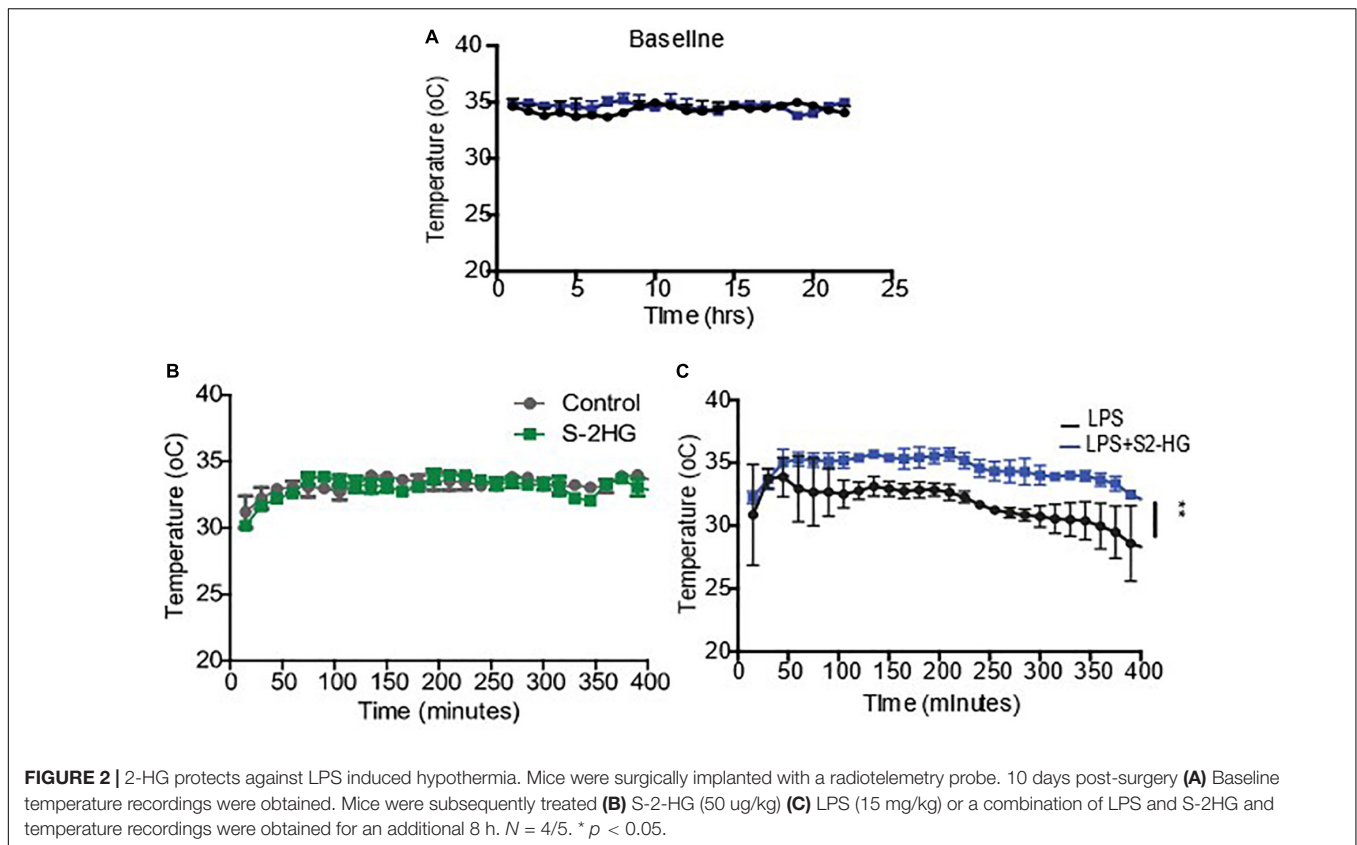 A
Baseline
40
35
30
25
20
Temperature (oC)
0 5 10 15 20 25
Time (hrs)
B
40
35
30
25
20
Temperature (oC)
Control
S-2HG
0 50 100 150 200 250 300 350 400
Time (minutes)
C
40
35
30
25
20
Temperature (oC)
LPS
LPS+S2-HG
**
0 50 100 150 200 250 300 350 400
Time (minutes)
FIGURE 2 | 2-HG protects against LPS induced hypothermia. Mice were surgically implanted with a radiotelemetry probe. 10 days post-surgery (A) Baseline
temperature recordings were obtained. Mice were subsequently treated (B) S-2-HG (50 ug/kg) (C) LPS (15 mg/kg) or a combination of LPS and S-2HG and
temperature recordings were obtained for an additional 8 h. N = 4/5. * p < 0.05.